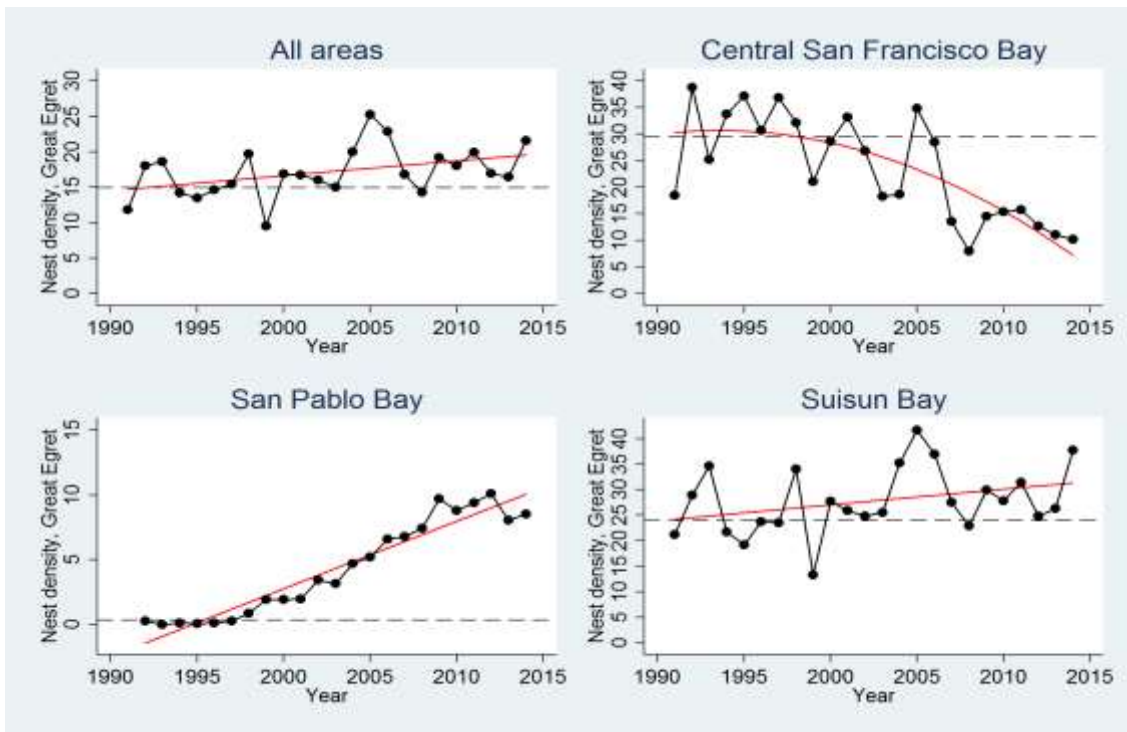 All areas
Nest density, Great Egret
0 5 10 15 20 25 30
1990 1995 2000 2005 2010 2015
Year
Central San Francisco Bay
Nest density, Great Egret
0 5 10 15 20 25 30 35 40
1990 1995 2000 2005 2010 2015
Year
San Pablo Bay
Nest density, Great Egret
0 5 10 15
1990 1995 2000 2005 2010 2015
Year
Suisun Bay
Nest density, Great Egret
0 5 10 15 20 25 30 35 40
1990 1995 2000 2005 2010 2015
Year